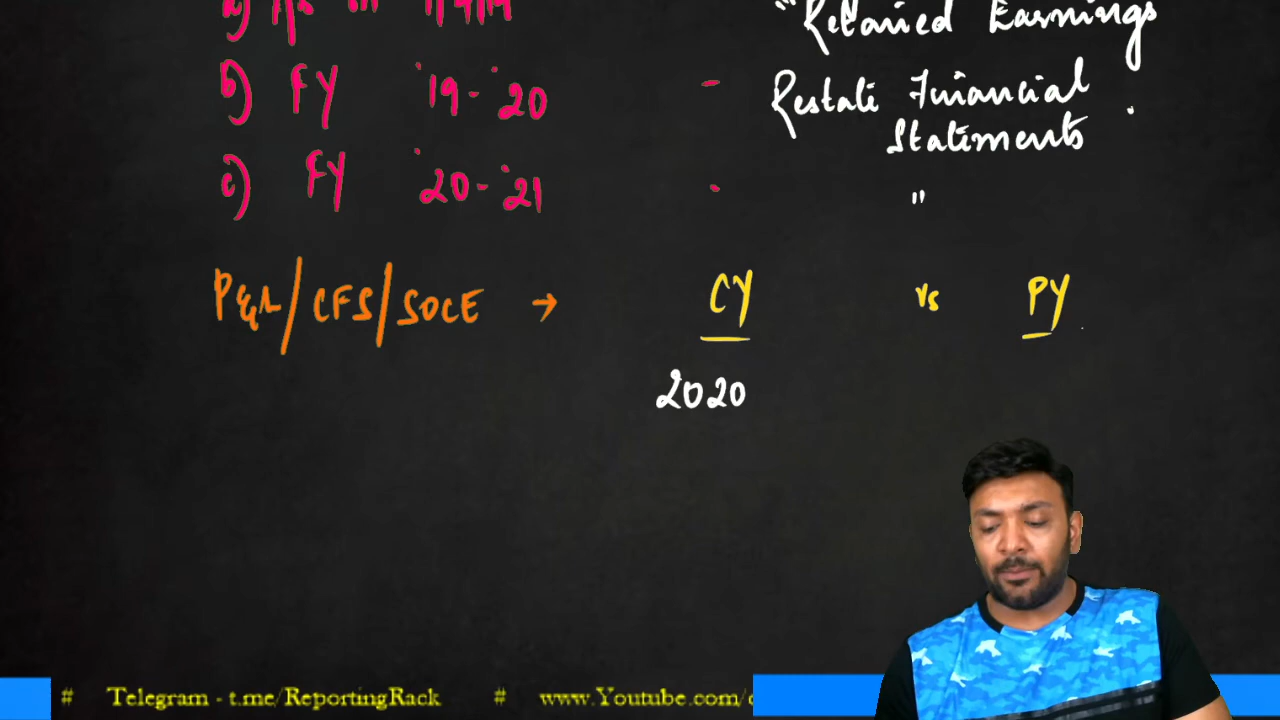 "Retained Earnings
b) FY '19-'20 - Restate Financial
Statements.
c) FY '20-'21 - "
P&L/CFS/SOCE → CY vs PY
2020
# Telegram - t.me/ReportingRack # www.Youtube.com/